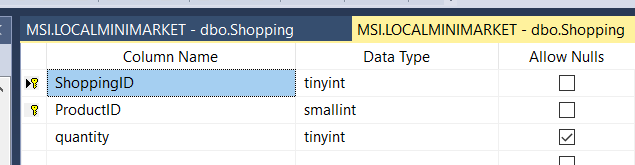 MSI.LOCALMINIMARKET - dbo.Shopping MSI.LOCALMINIMARKET - dbo.Shopping
Column Name Data Type Allow Nulls
ShoppingID tinyint
ProductID smallint
quantity tinyint